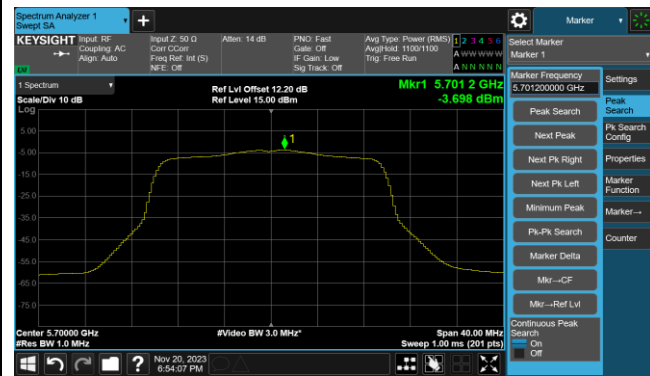 Spectrum Analyzer 1
Swept SA
+
Marker
KEYSIGHT
Input: RF
Coupling: AC
Align: Auto
Input Z: 50 Ω
Corr CCorr
Freq Ref: Int (S)
NFE: Off
Atten: 14 dB
PNO: Fast
Gate: Off
IF Gain: Low
Sig Track: Off
Avg Type: Power (RMS)
Avg|Hold: 1100/1100
Trig: Free Run
1 2 3 4 5 6
A W W W W W
A N N N N N
LNI
Select Marker
Marker 1
1 Spectrum
Scale/Div 10 dB
Log
Ref Lvl Offset 12.20 dB
Ref Level 15.00 dBm
Mkr1 5.701 2 GHz
-3.698 dBm
5.00
-5.00
-15.0
-25.0
-35.0
-45.0
-55.0
-65.0
-75.0
1
Center 5.70000 GHz
#Res BW 1.0 MHz
#Video BW 3.0 MHz*
Span 40.00 MHz
Sweep 1.00 ms (201 pts)
Marker Frequency
5.701200000 GHz
Peak Search
Next Peak
Next Pk Right
Next Pk Left
Minimum Peak
Pk-Pk Search
Marker Delta
Mkr→CF
Mkr→Ref Lvl
Continuous Peak
Search
On
Off
Settings
Peak
Search
Pk Search
Config
Properties
Marker
Function
Marker→
Counter
?
Nov 20, 2023
6:54:07 PM